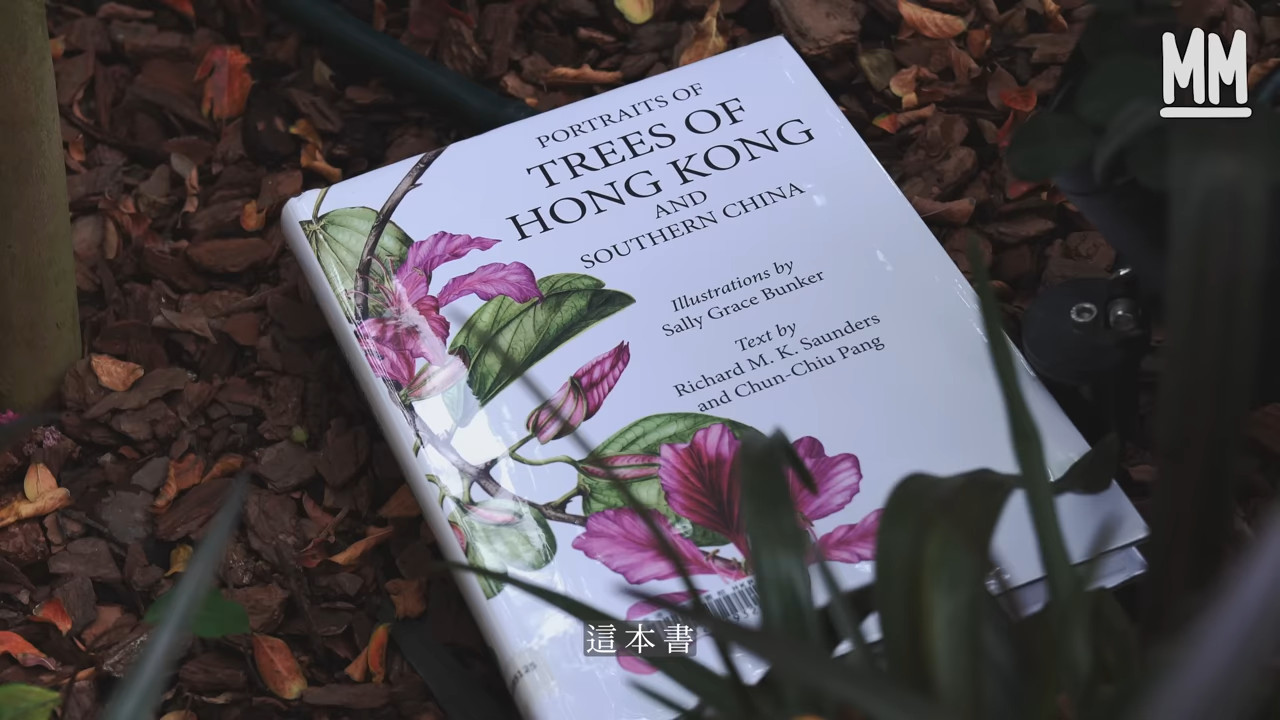 MM
PORTRAITS OF
TREES OF
HONG KONG
AND
SOUTHERN CHINA
Illustrations by
Sally Grace Bunker
Text by
Richard M. K. Saunders
and Chun-Chiu Pang
這本書